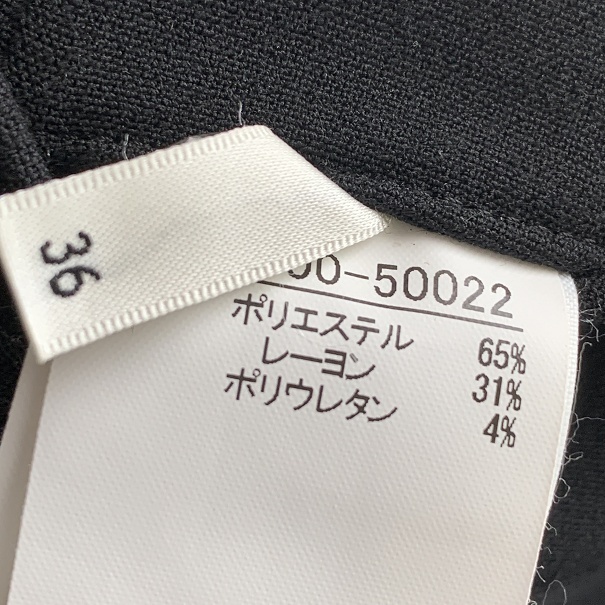 36
00-50022
ポリエステル 65%
レーヨン 31%
ポリウレタン 4%